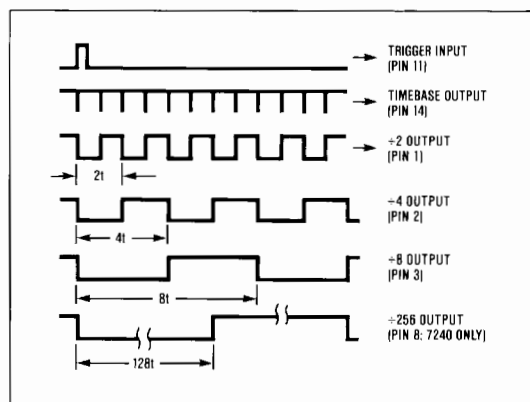 TRIGGER INPUT
(PIN 11)
TIMEBASE OUTPUT
(PIN 14)
÷2 OUTPUT
(PIN 1)
2t
÷4 OUTPUT
(PIN 2)
4t
÷8 OUTPUT
(PIN 3)
8t
÷256 OUTPUT
(PIN 8: 7240 ONLY)
128t